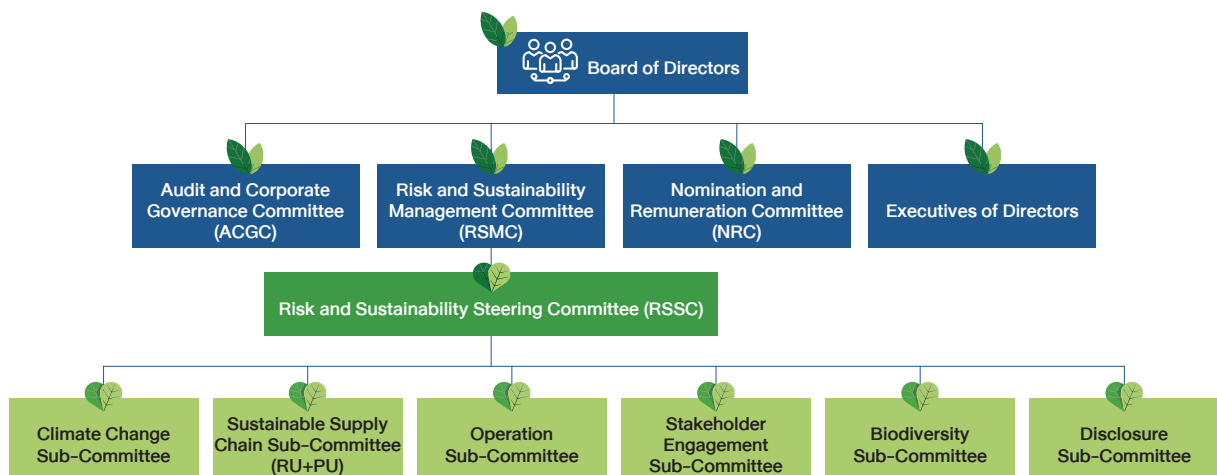 Board of Directors
Audit and Corporate
Governance Committee
(ACGC)
Risk and Sustainability
Management Committee
(RSMC)
Nomination and
Remuneration Committee
(NRC)
Executives of Directors
Risk and Sustainability Steering Committee (RSSC)
Climate Change
Sub-Committee
Sustainable Supply
Chain Sub-Committee
(RU+PU)
Operation
Sub-Committee
Stakeholder
Engagement
Sub-Committee
Biodiversity
Sub-Committee
Disclosure
Sub-Committee